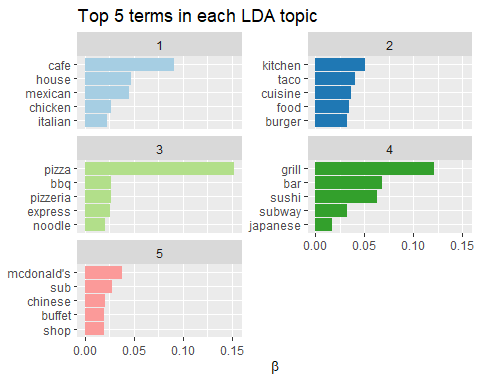 Top 5 terms in each LDA topic
1
cafe
house
mexican
chicken
italian
2
kitchen
taco
cuisine
food
burger
3
pizza
bbq
pizzeria
express
noodle
4
grill
bar
sushi
subway
japanese
0.00 0.05 0.10 0.15
5
mcdonald's
sub
chinese
buffet
shop
0.00 0.05 0.10 0.15
β